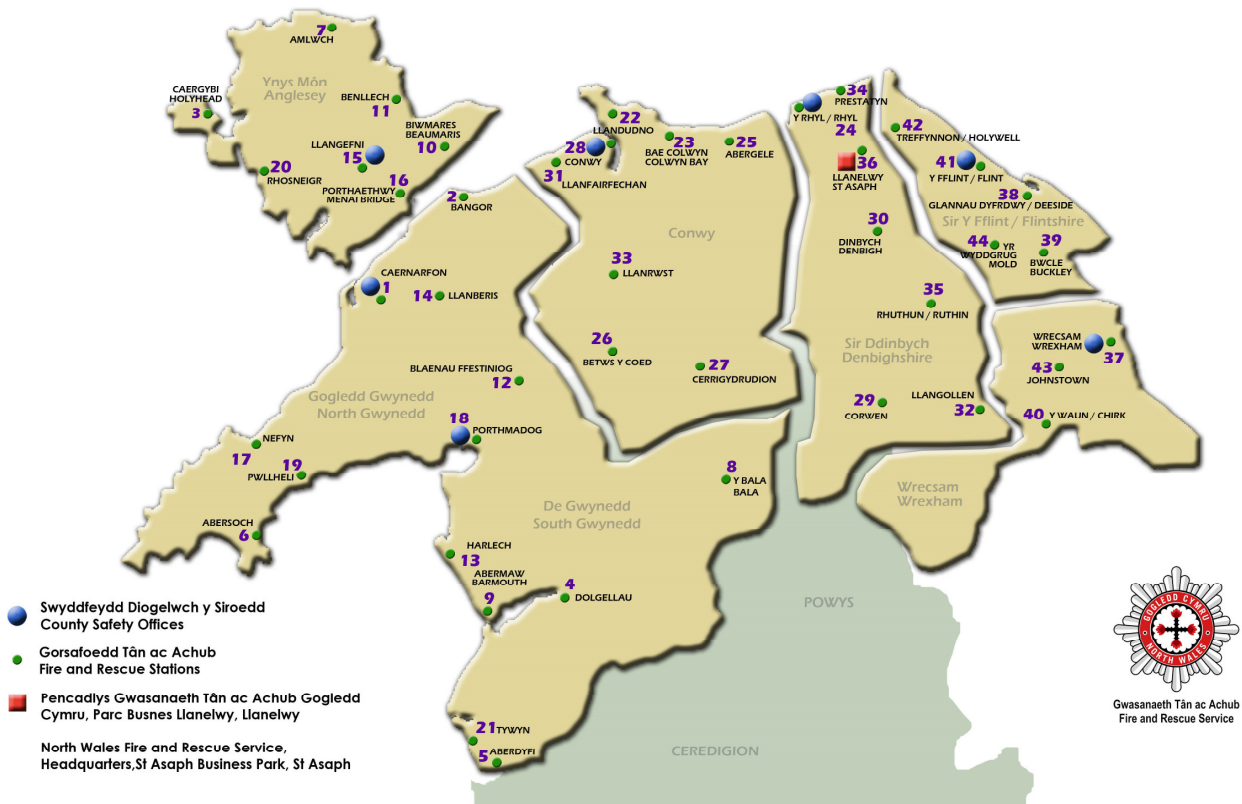 7
AMLWCH
Ynys Môn
Anglesey
CAERGYBI
HOLYHEAD
3
BENLLECH
11
BIWMARES
BEAUMARIS
10
LLANGEFNI
15
20
RHOSNEIGR
16
PORTHAETHWY
MENAI BRIDGE
2
BANGOR
CAERNARFON
1
14 LLANBERIS
BLAENAU FFESTINIOG
12
Gogledd Gwynedd
North Gwynedd
18
PORTHMADOG
NEFYN
17
19
PWLLHELI
ABERSOCH
6
22
LLANDUDNO
28
CONWY
31
LLANFAIRFECHAN
23
BAE COLWYN
COLWYN BAY
25
ABERGELE
Conwy
33
LLANRWST
26
BETWS Y COED
27
CERRIGYDRUDION
34
PRESTATYN
Y RHYL / RHYL
24
36
LLANELWY
ST ASAPH
30
DINBYCH
DENBIGH
35
RHUTHUN / RUTHIN
Sir Ddinbych
Denbighshire
29
CORWEN
LLANGOLLEN
32
42
TREFFYNNON / HOLYWELL
41
Y FFLINT / FLINT
38
GLANNAU DYFRDWY / DEESIDE
Sir Y Fflint / Flintshire
44 YR
WYDDGRUG
MOLD
39
BWCLE
BUCKLEY
WRECSAM
WREXHAM
37
43
JOHNSTOWN
40 Y WAUN / CHIRK
Wrecsam
Wrexham
8
Y BALA
BALA
De Gwynedd
South Gwynedd
HARLECH
13
ABERMAW
BARMOUTH
9
4
DOLGELLAU
21 TYWYN
5 ABERDYFI
POWYS
CEREDIGION
Swyddfeydd Diogelwch y Siroedd
County Safety Offices
Gorsafoedd Tân ac Achub
Fire and Rescue Stations
Pencadlys Gwasanaeth Tân ac Achub Gogledd
Cymru, Parc Busnes Llanelwy, Llanelwy
North Wales Fire and Rescue Service,
Headquarters,St Asaph Business Park, St Asaph
GOGLEDD CYMRU
NORTH WALES
Gwasanaeth Tân ac Achub
Fire and Rescue Service